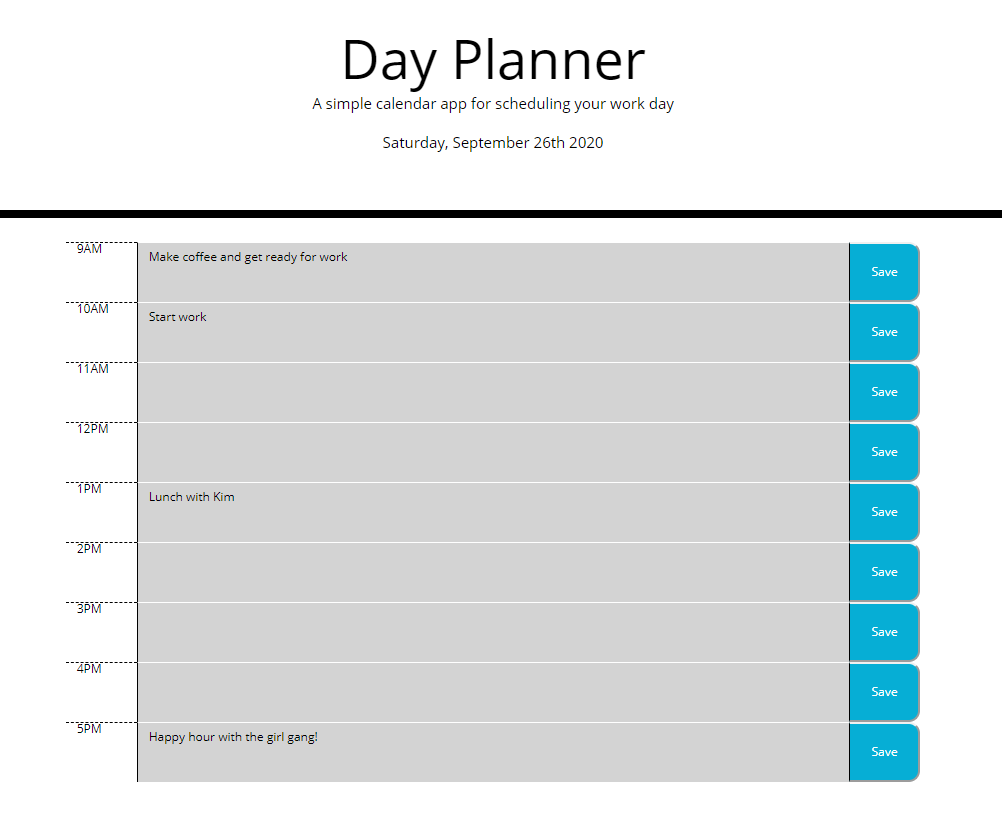 Day Planner
A simple calendar app for scheduling your work day
Saturday, September 26th 2020
9AM Make coffee and get ready for work Save
10AM Start work Save
11AM Save
12PM Save
1PM Lunch with Kim Save
2PM Save
3PM Save
4PM Save
5PM Happy hour with the girl gang! Save